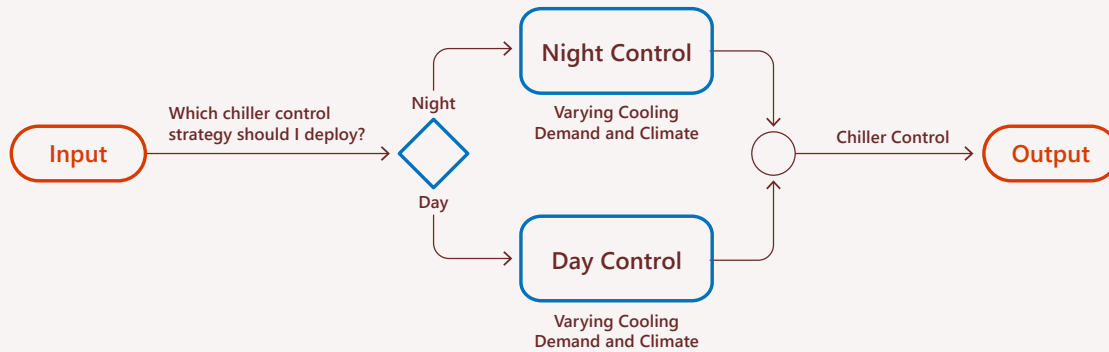 Input
Which chiller control
strategy should I deploy?
Night
Day
Night Control
Varying Cooling
Demand and Climate
Day Control
Varying Cooling
Demand and Climate
Chiller Control
Output